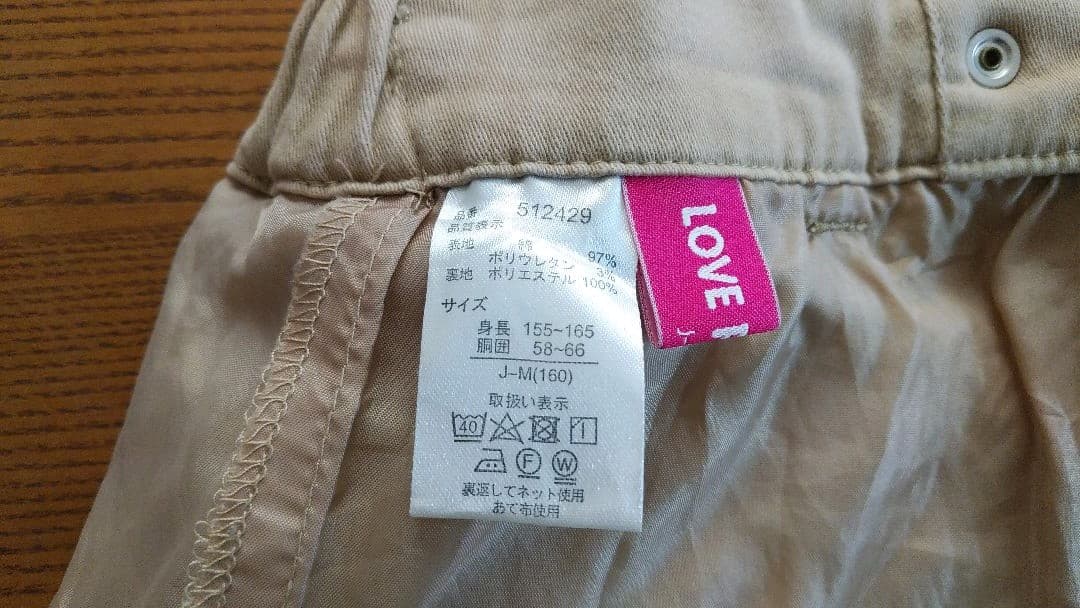 品番 512429
品質表示
表地 綿 97%
ポリウレタン 3%
裏地 ポリエステル 100%
サイズ
身長 155~165
胴囲 58~66
J-M(160)
取扱い表示
40
F W
裏返してネット使用
あて布使用
LOVE
J-